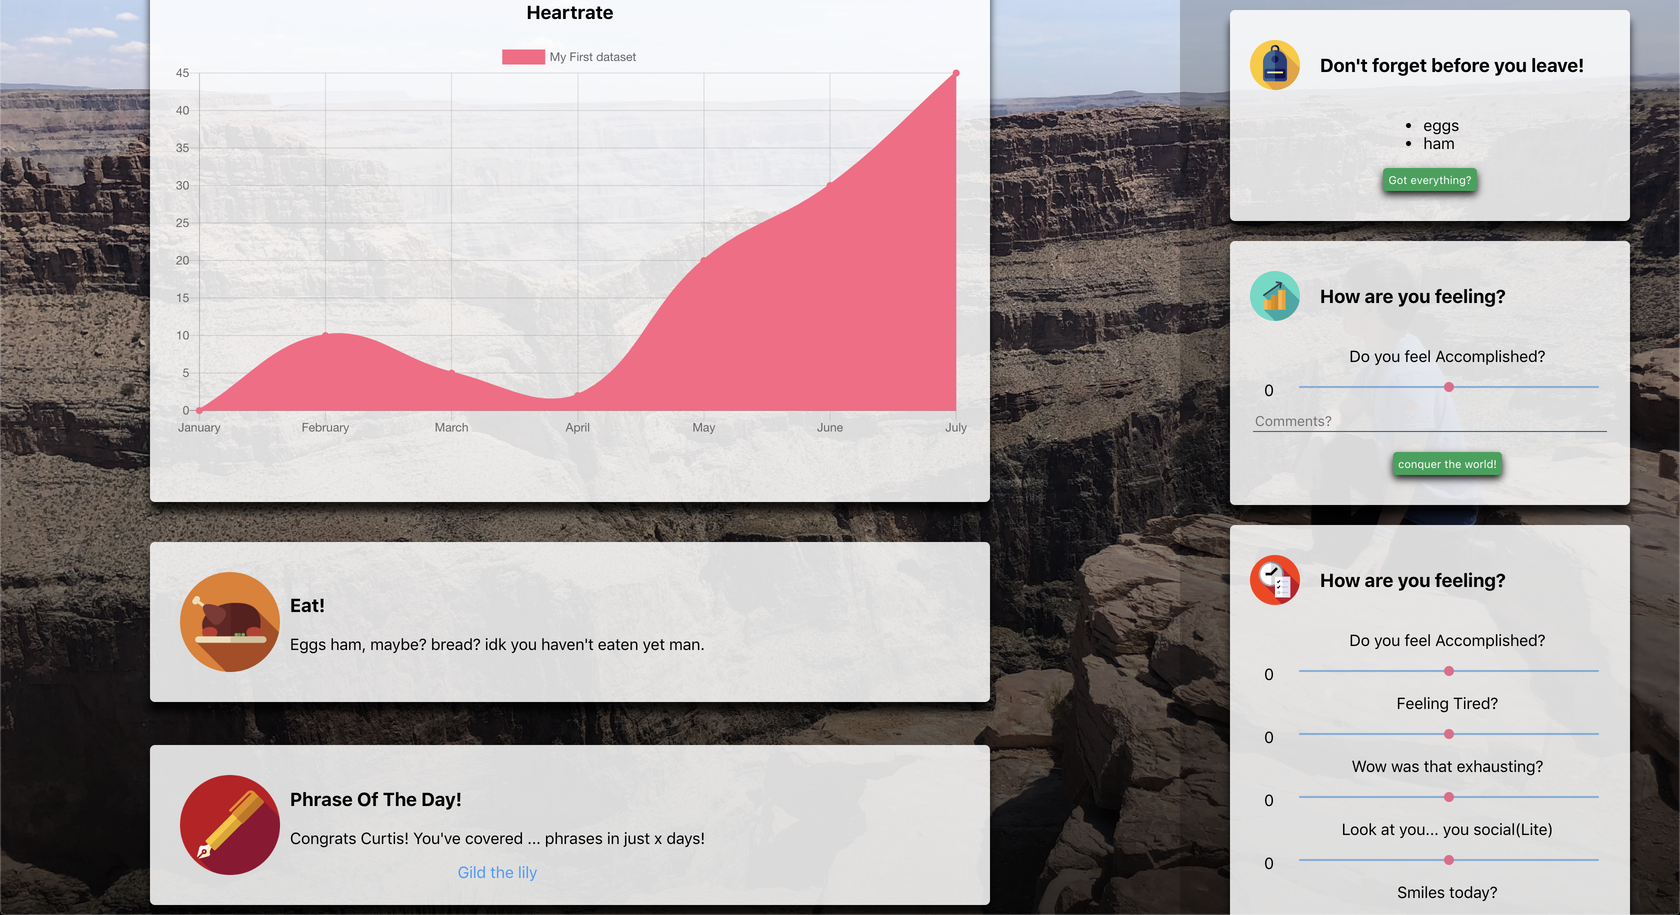 Heartrate
My First dataset
45
40
35
30
25
20
15
10
5
0
January February March April May June July
Eat!
Eggs ham, maybe? bread? idk you haven't eaten yet man.
Phrase Of The Day!
Congrats Curtis! You've covered ... phrases in just x days!
Gild the lily
Don't forget before you leave!
• eggs
• ham
Got everything?
How are you feeling?
Do you feel Accomplished?
0
Comments?
conquer the world!
How are you feeling?
Do you feel Accomplished?
0
Feeling Tired?
0
Wow was that exhausting?
0
Look at you... you social(Lite)
0
Smiles today?